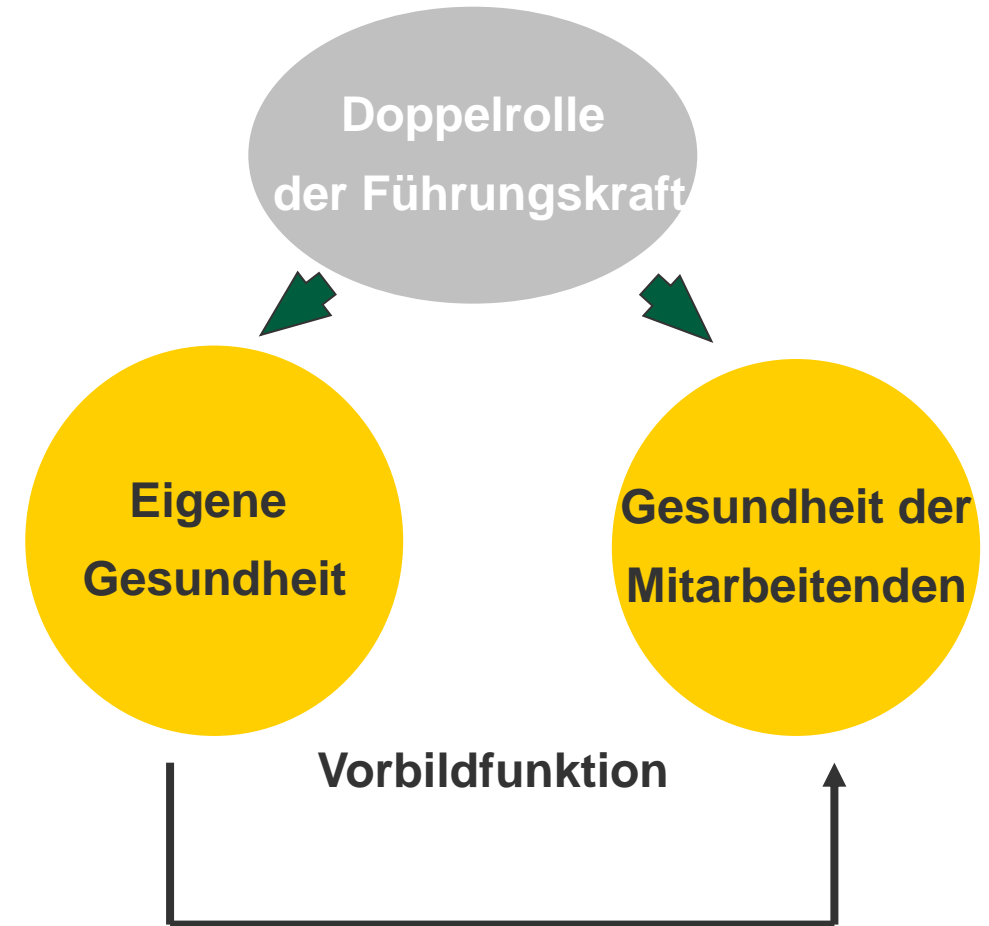 Doppelrolle
der Führungskraft
Eigene
Gesundheit
Gesundheit der
Mitarbeitenden
Vorbildfunktion